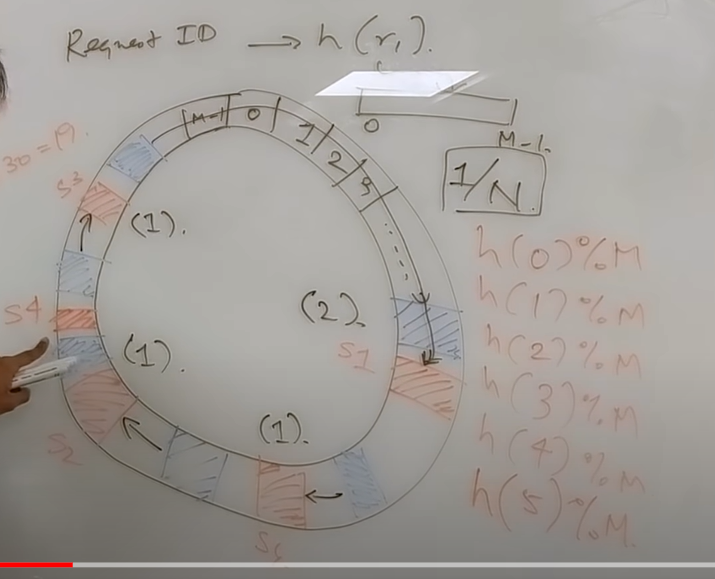 Request ID → h(r₁).
0
M-1.
1/N
M-1 0 1 2 3
30 = 19.
S3
(1).
S4
(1).
(2).
S1
(1).
S2
h(0) % M
h(1) % M
h(2) % M
h(3) % M
h(4) % M
h(5) % M.